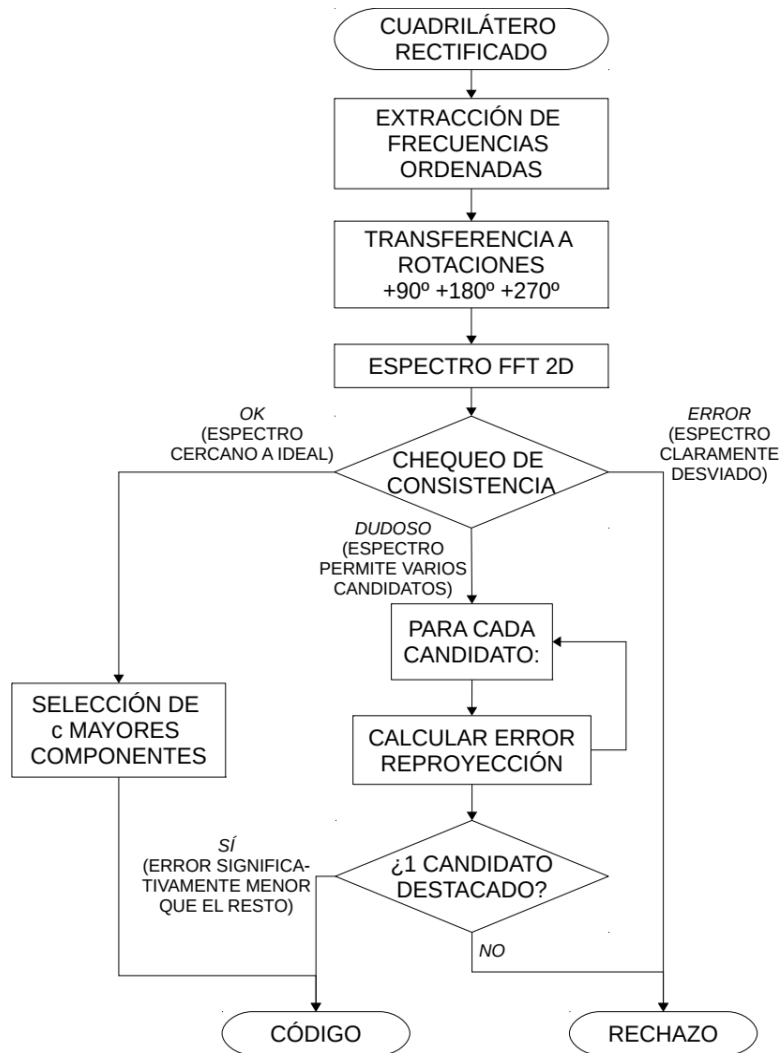 CUADRILÁTERO
RECTIFICADO
EXTRACCIÓN DE
FRECUENCIAS
ORDENADAS
TRANSFERENCIA A
ROTACIONES
+90º +180º +270º
ESPECTRO FFT 2D
OK
(ESPECTRO
CERCANO A IDEAL)
CHEQUEO DE
CONSISTENCIA
ERROR
(ESPECTRO
CLARAMENTE
DESVIADO)
DUDOSO
(ESPECTRO
PERMITE VARIOS
CANDIDATOS)
PARA CADA
CANDIDATO:
SELECCIÓN DE
c MAYORES
COMPONENTES
CALCULAR ERROR
REPROYECCIÓN
SÍ
(ERROR SIGNIFICA-
TIVAMENTE MENOR
QUE EL RESTO)
¿1 CANDIDATO
DESTACADO?
NO
CÓDIGO
RECHAZO